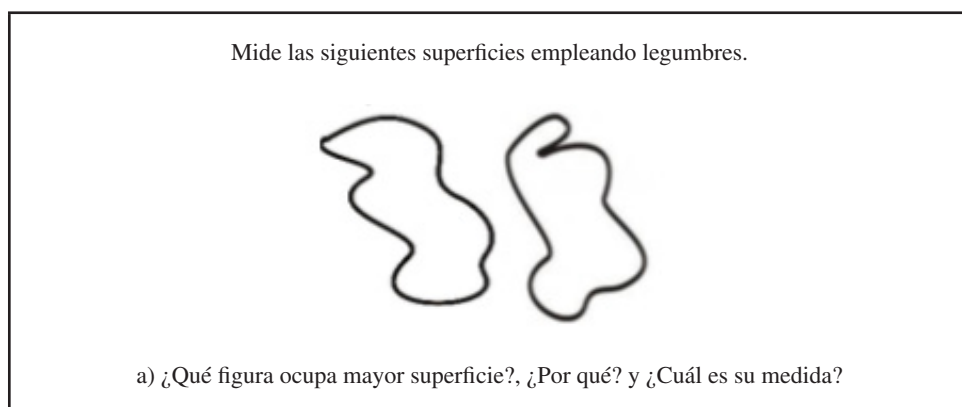 Mide las siguientes superficies empleando legumbres.
a) ¿Qué figura ocupa mayor superficie?, ¿Por qué? y ¿Cuál es su medida?